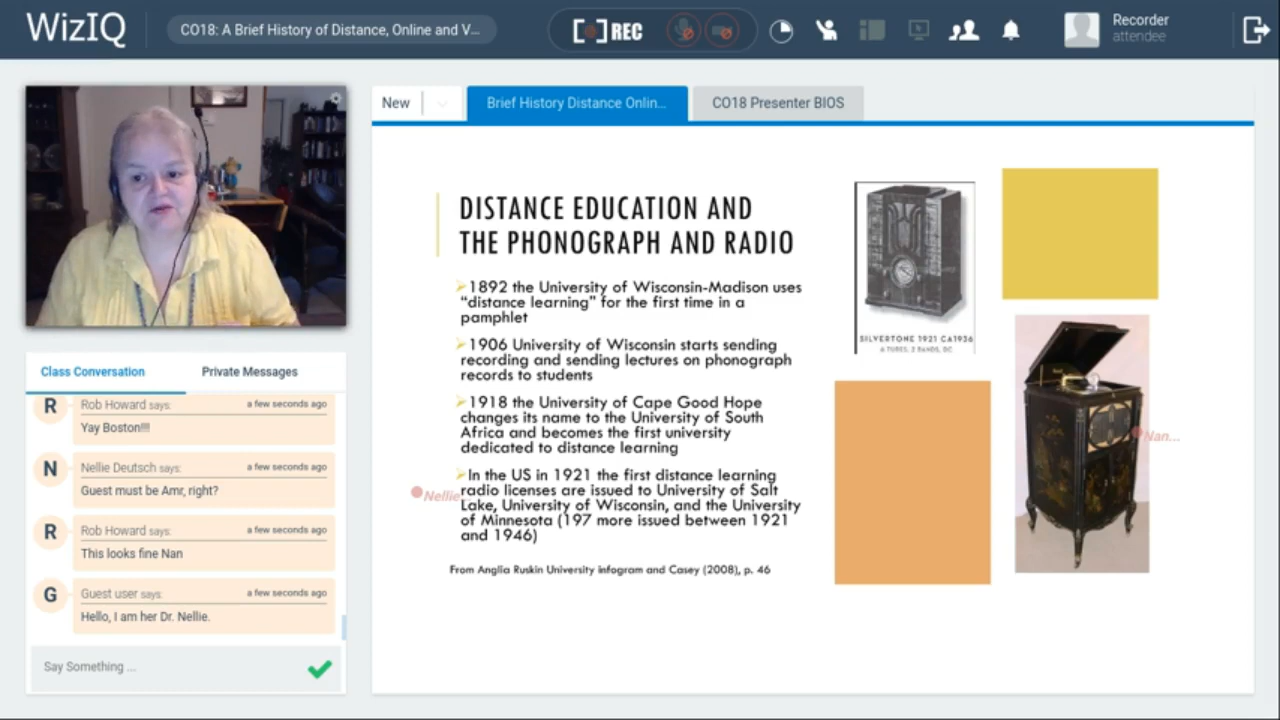 WizIQ
CO18: A Brief History of Distance, Online and V...
REC
Recorder
attendee
New
Brief History Distance Onlin...
CO18 Presenter BIOS
Class Conversation
Private Messages
R
Rob Howard says:
a few seconds ago
Yay Boston!!!
N
Nellie Deutsch says:
a few seconds ago
Guest must be Amr, right?
R
Rob Howard says:
a few seconds ago
This looks fine Nan
G
Guest user says:
a few seconds ago
Hello, I am her Dr. Nellie.
Say Something ...
DISTANCE EDUCATION AND
THE PHONOGRAPH AND RADIO
1892 the University of Wisconsin-Madison uses
“distance learning” for the first time in a
pamphlet
1906 University of Wisconsin starts sending
recording and sending lectures on phonograph
records to students
1918 the University of Cape Good Hope
changes its name to the University of South
Africa and becomes the first university
dedicated to distance learning
In the US in 1921 the first distance learning
radio licenses are issued to University of Salt
Lake, University of Wisconsin, and the University
of Minnesota (197 more issued between 1921
and 1946)
Nellie
From Anglia Ruskin University infogram and Casey (2008), p. 46
SILVERTONE 1921 CA1936
6 TUBES, 2 BANDS, DC
Nan...